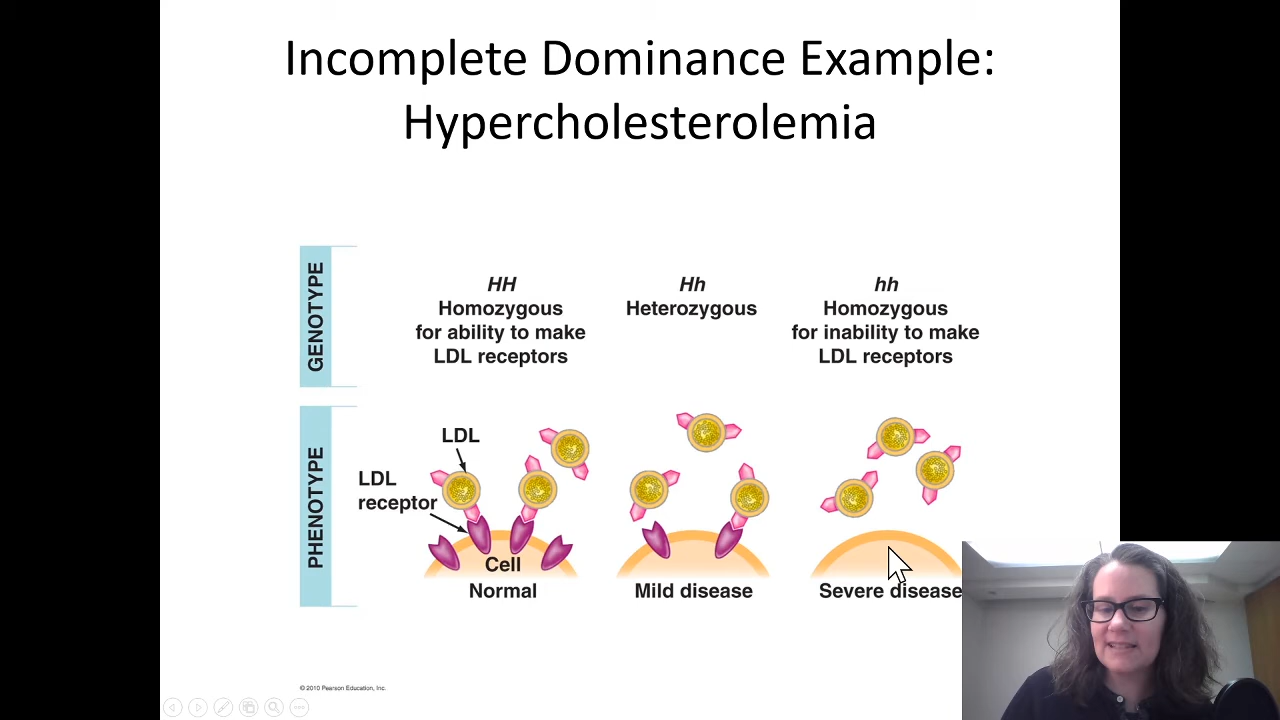 Incomplete Dominance Example:
Hypercholesterolemia
GENOTYPE
HH
Homozygous
for ability to make
LDL receptors
Hh
Heterozygous
hh
Homozygous
for inability to make
LDL receptors
PHENOTYPE
LDL
LDL
receptor
Cell
Normal
Mild disease
Severe disease
© 2010 Pearson Education, Inc.